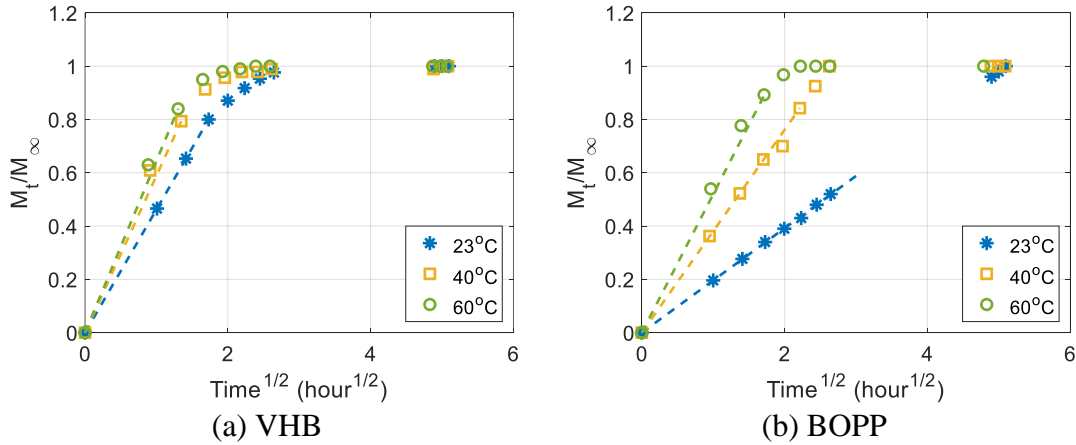 1.2
1
0.8
0.6
0.4
0.2
0
M_t/M_∞
23°C
40°C
60°C
0 2 4 6
Time^1/2 (hour^1/2)
(a) VHB
1.2
1
0.8
0.6
0.4
0.2
0
M_t/M_∞
23°C
40°C
60°C
0 2 4 6
Time^1/2 (hour^1/2)
(b) BOPP